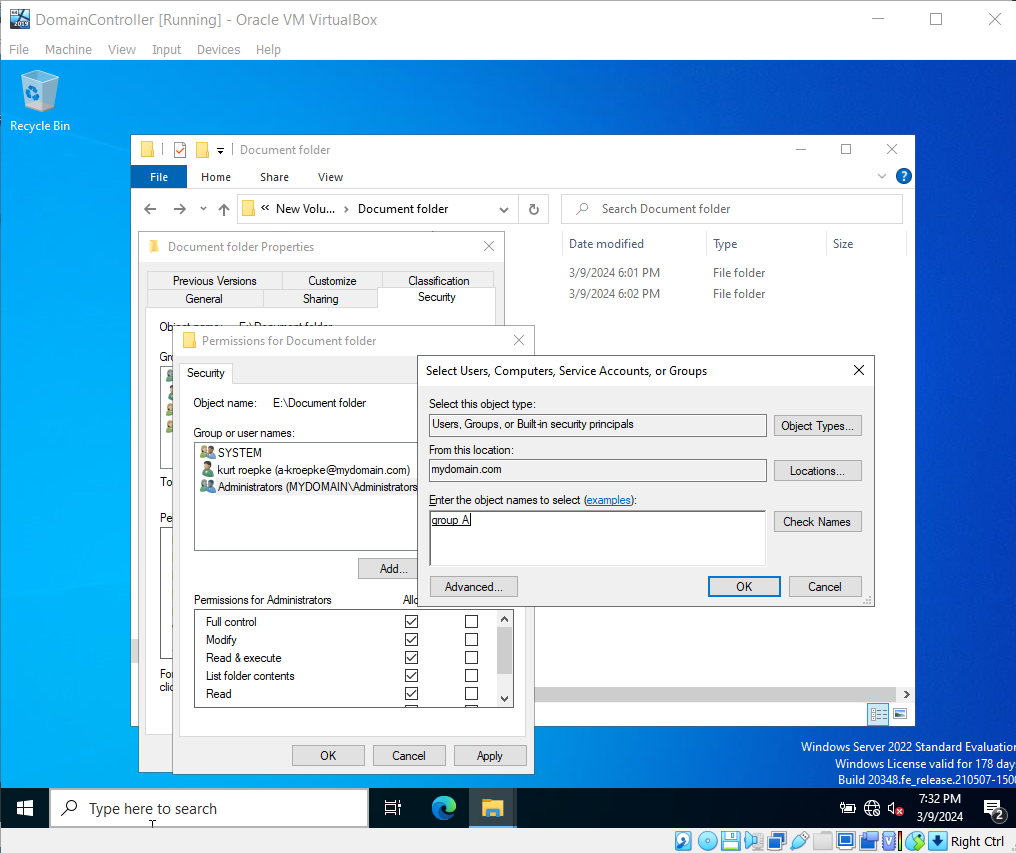 DomainController [Running] - Oracle VM VirtualBox
File Machine View Input Devices Help
Recycle Bin
Document folder
File Home Share View
« New Volu... › Document folder
Search Document folder
Document folder Properties
Date modified Type Size
Previous Versions Customize Classification
General Sharing Security
3/9/2024 6:01 PM File folder
3/9/2024 6:02 PM File folder
Permissions for Document folder
Security
Object name: E:\Document folder
Group or user names:
SYSTEM
kurt roepke (a-kroepke@mydomain.com)
Administrators (MYDOMAIN\Administrators
Add...
Permissions for Administrators
Full control
Modify
Read & execute
List folder contents
Read
OK Cancel Apply
Select Users, Computers, Service Accounts, or Groups
Select this object type:
Users, Groups, or Built-in security principals
Object Types...
From this location:
mydomain.com
Locations...
Enter the object names to select (examples):
group A
Check Names
Advanced... OK Cancel
Windows Server 2022 Standard Evaluation
Windows License valid for 178 day
Build 20348.fe_release.210507-150
Type here to search
7:32 PM
3/9/2024
2
Right Ctrl